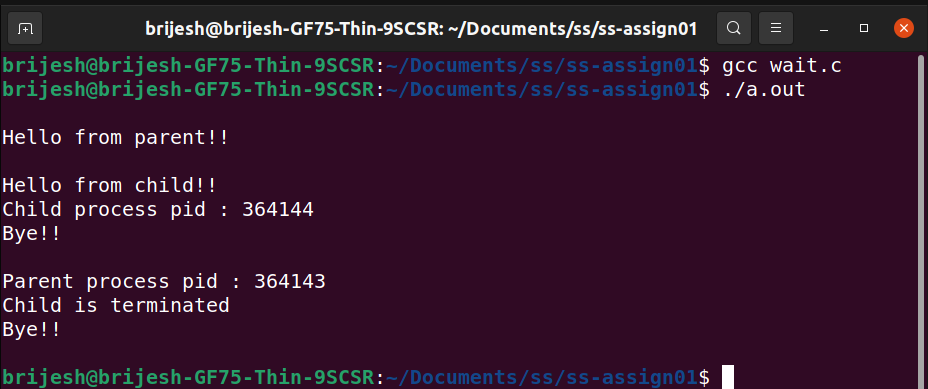 brijesh@brijesh-GF75-Thin-9SCSR: ~/Documents/ss/ss-assign01
brijesh@brijesh-GF75-Thin-9SCSR:~/Documents/ss/ss-assign01$ gcc wait.c
brijesh@brijesh-GF75-Thin-9SCSR:~/Documents/ss/ss-assign01$ ./a.out
Hello from parent!!
Hello from child!!
Child process pid : 364144
Bye!!
Parent process pid : 364143
Child is terminated
Bye!!
brijesh@brijesh-GF75-Thin-9SCSR:~/Documents/ss/ss-assign01$